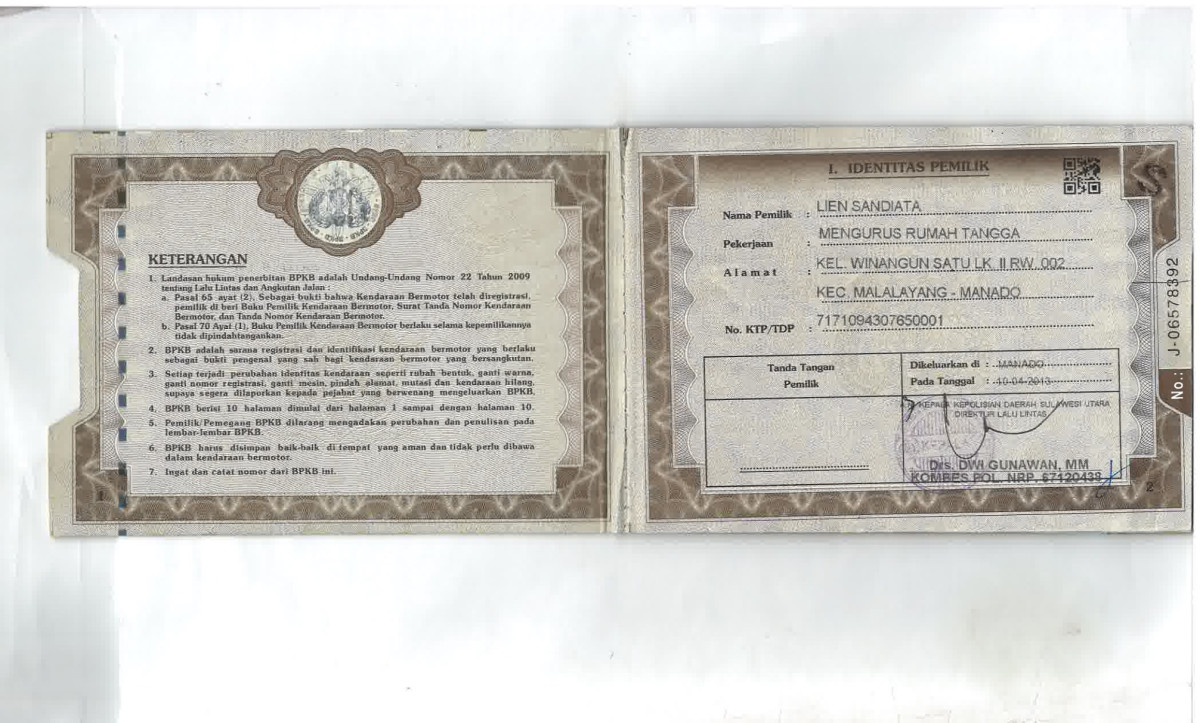 KETERANGAN
1. Landasan hukum penerbitan BPKB adalah Undang-Undang Nomor 22 Tahun 2009
tentang Lalu Lintas dan Angkutan Jalan :
a. Pasal 65 ayat (2), Sebagai bukti bahwa Kendaraan Bermotor telah diregistrasi,
pemilik di beri Buku Pemilik Kendaraan Bermotor, Surat Tanda Nomor Kendaraan
Bermotor, dan Tanda Nomor Kendaraan Bermotor.
b. Pasal 70 Ayat (1), Buku Pemilik Kendaraan Bermotor berlaku selama kepemilikannya
tidak dipindahtangankan.
2. BPKB adalah sarana registrasi dan identifikasi kendaraan bermotor yang berlaku
sebagai bukti pengenal yang sah bagi kendaraan bermotor yang bersangkutan.
3. Setiap terjadi perubahan identitas kendaraan seperti rubah bentuk, ganti warna,
ganti nomor registrasi, ganti mesin, pindah alamat, mutasi dan kendaraan hilang,
supaya segera dilaporkan kepada pejabat yang berwenang mengeluarkan BPKB.
4. BPKB berisi 10 halaman dimulai dari halaman 1 sampai dengan halaman 10.
5. Pemilik/Pemegang BPKB dilarang mengadakan perubahan dan penulisan pada
lembar-lembar BPKB.
6. BPKB harus disimpan baik-baik di tempat yang aman dan tidak perlu dibawa
dalam kendaraan bermotor.
7. Ingat dan catat nomor dari BPKB ini.
1
I. IDENTITAS PEMILIK
Nama Pemilik : LIEN SANDIATA
Pekerjaan : MENGURUS RUMAH TANGGA
Alamat : KEL. WINANGUN SATU LK. II RW. 002
KEC. MALALAYANG - MANADO
No. KTP/TDP : 7171094307650001
Tanda Tangan
Pemilik
Dikeluarkan di : MANADO
Pada Tanggal : 10-04-2013
KEPALA KEPOLISIAN DAERAH SULAWESI UTARA
DIREKTUR LALU LINTAS
Drs. DWI GUNAWAN, MM
KOMBES POL. NRP. 67120438
2
No.: J-06578392